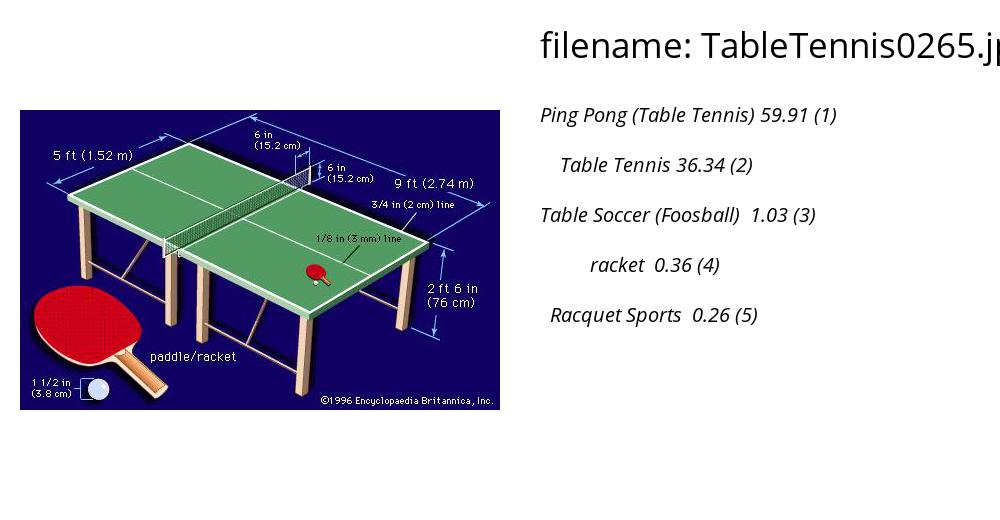 filename: TableTennis0265.jp
Ping Pong (Table Tennis) 59.91 (1)
Table Tennis 36.34 (2)
Table Soccer (Foosball) 1.03 (3)
racket 0.36 (4)
Racquet Sports 0.26 (5)
6 in
(15.2 cm)
5 ft (1.52 m)
6 in
(15.2 cm)
9 ft (2.74 m)
3/4 in (2 cm) line
1/8 in (3 mm) line
2 ft 6 in
(76 cm)
paddle/racket
1 1/2 in
(3.8 cm)
©1996 Encyclopaedia Britannica, Inc.